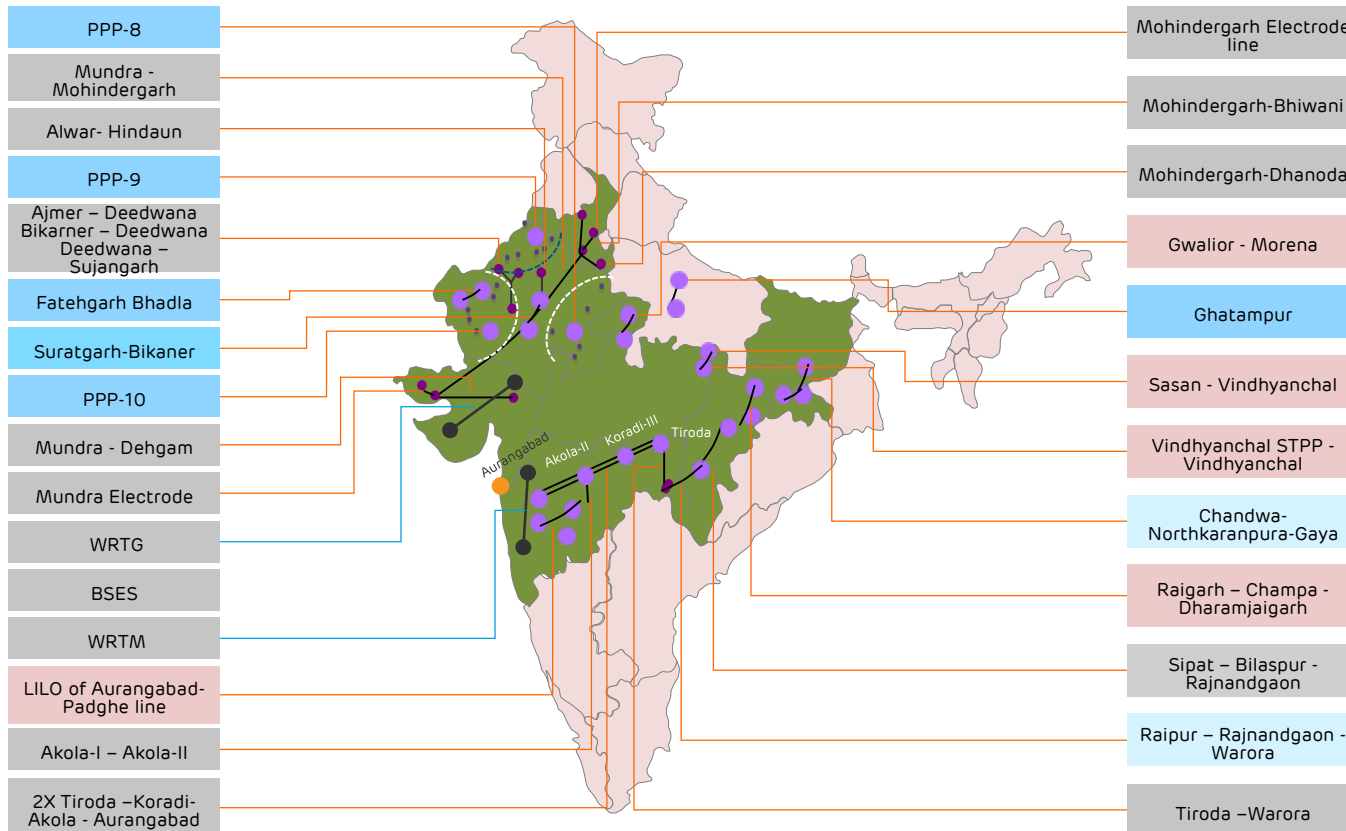 PPP-8
Mundra -
Mohindergarh
Alwar- Hindaun
PPP-9
Ajmer – Deedwana
Bikarner – Deedwana
Deedwana –
Sujangarh
Fatehgarh Bhadla
Suratgarh-Bikaner
PPP-10
Mundra - Dehgam
Mundra Electrode
WRTG
BSES
WRTM
LILO of Aurangabad-
Padghe line
Akola-I – Akola-II
2X Tiroda –Koradi-
Akola - Aurangabad
Aurangabad
Akola-II
Koradi-III
Tiroda
Mohindergarh Electrode
line
Mohindergarh-Bhiwani
Mohindergarh-Dhanoda
Gwalior - Morena
Ghatampur
Sasan - Vindhyanchal
Vindhyanchal STPP -
Vindhyanchal
Chandwa-
Northkaranpura-Gaya
Raigarh – Champa -
Dharamjaigarh
Sipat – Bilaspur -
Rajnandgaon
Raipur – Rajnandgaon -
Warora
Tiroda –Warora